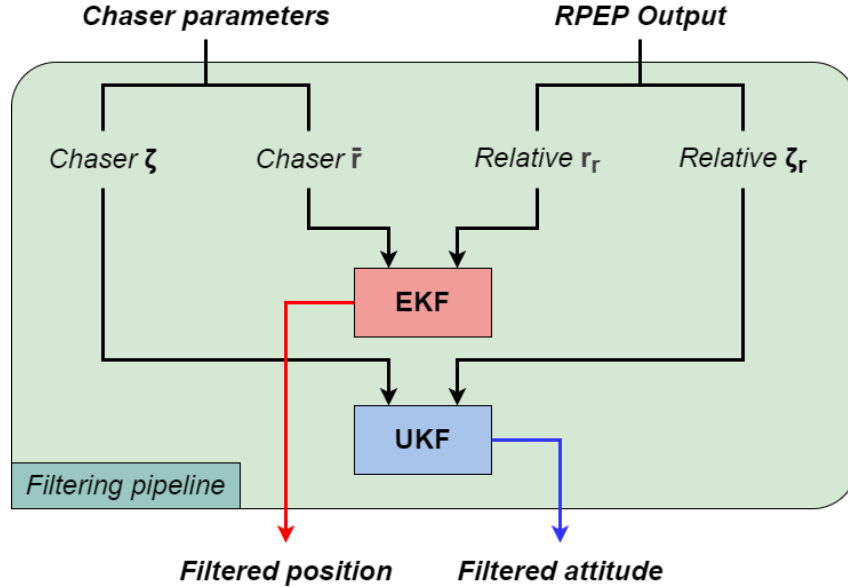 Chaser parameters
RPEP Output
Chaser ζ
Chaser r̄
Relative rᵣ
Relative ζᵣ
EKF
UKF
Filtering pipeline
Filtered position
Filtered attitude